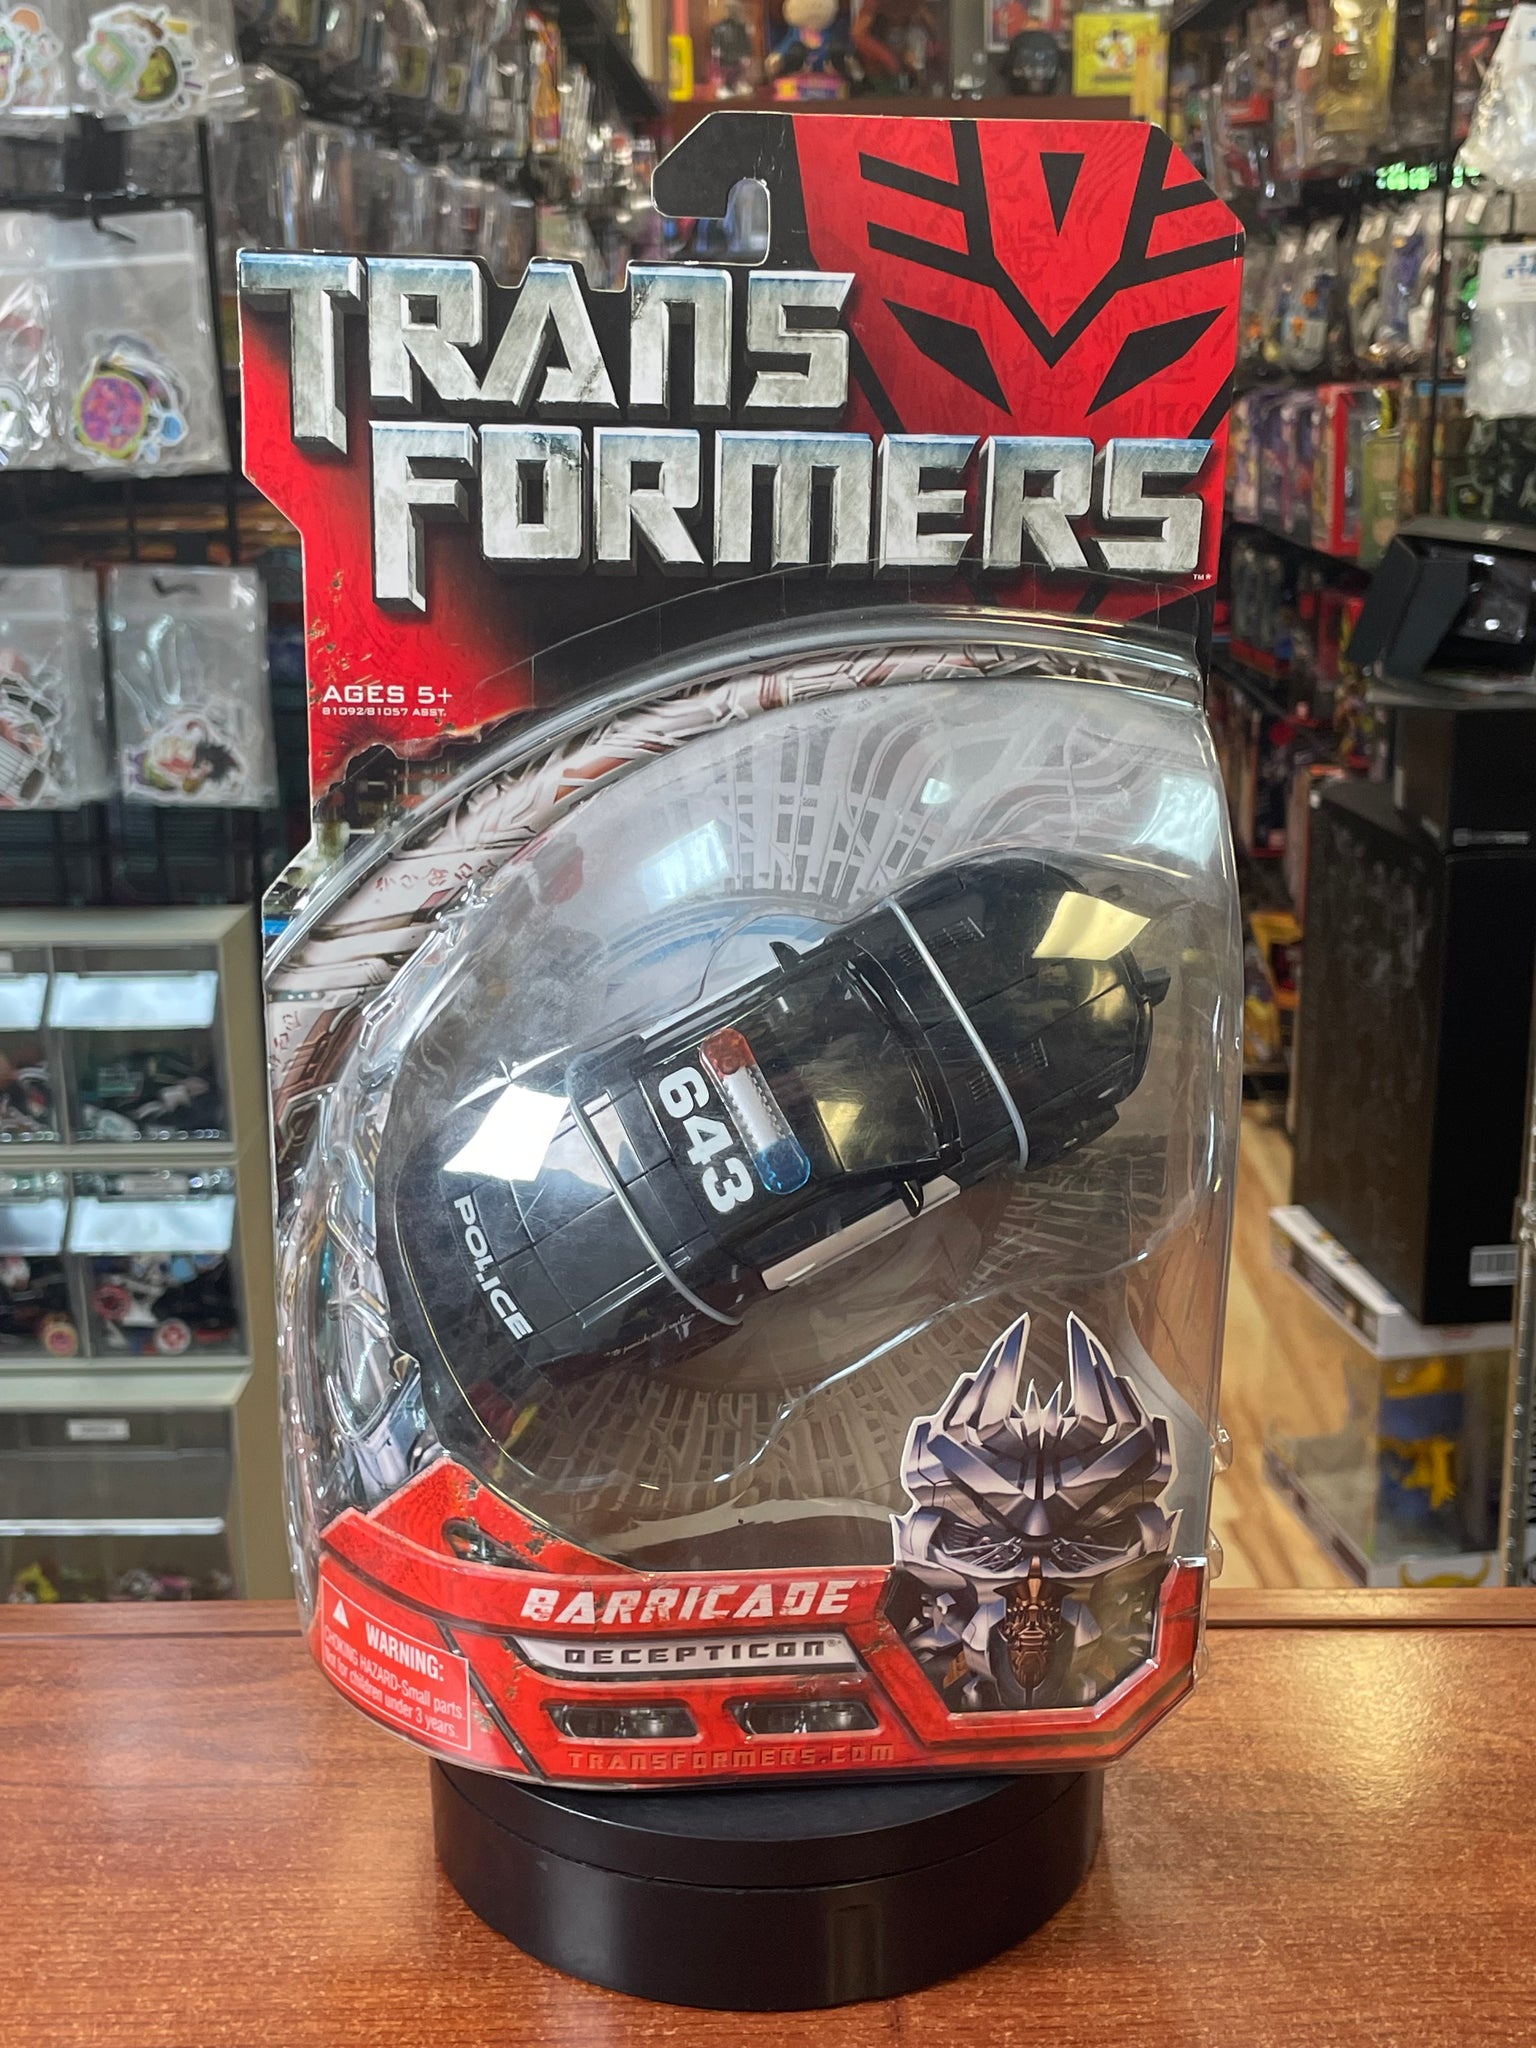 TRANS
FORMERS
TM ®
AGES 5+
81092/81057 ASST.
643
POLICE
BARRICADE
DECEPTICON®
WARNING:
CHOKING HAZARD-Small parts.
Not for children under 3 years.
TRANSFORMERS.COM